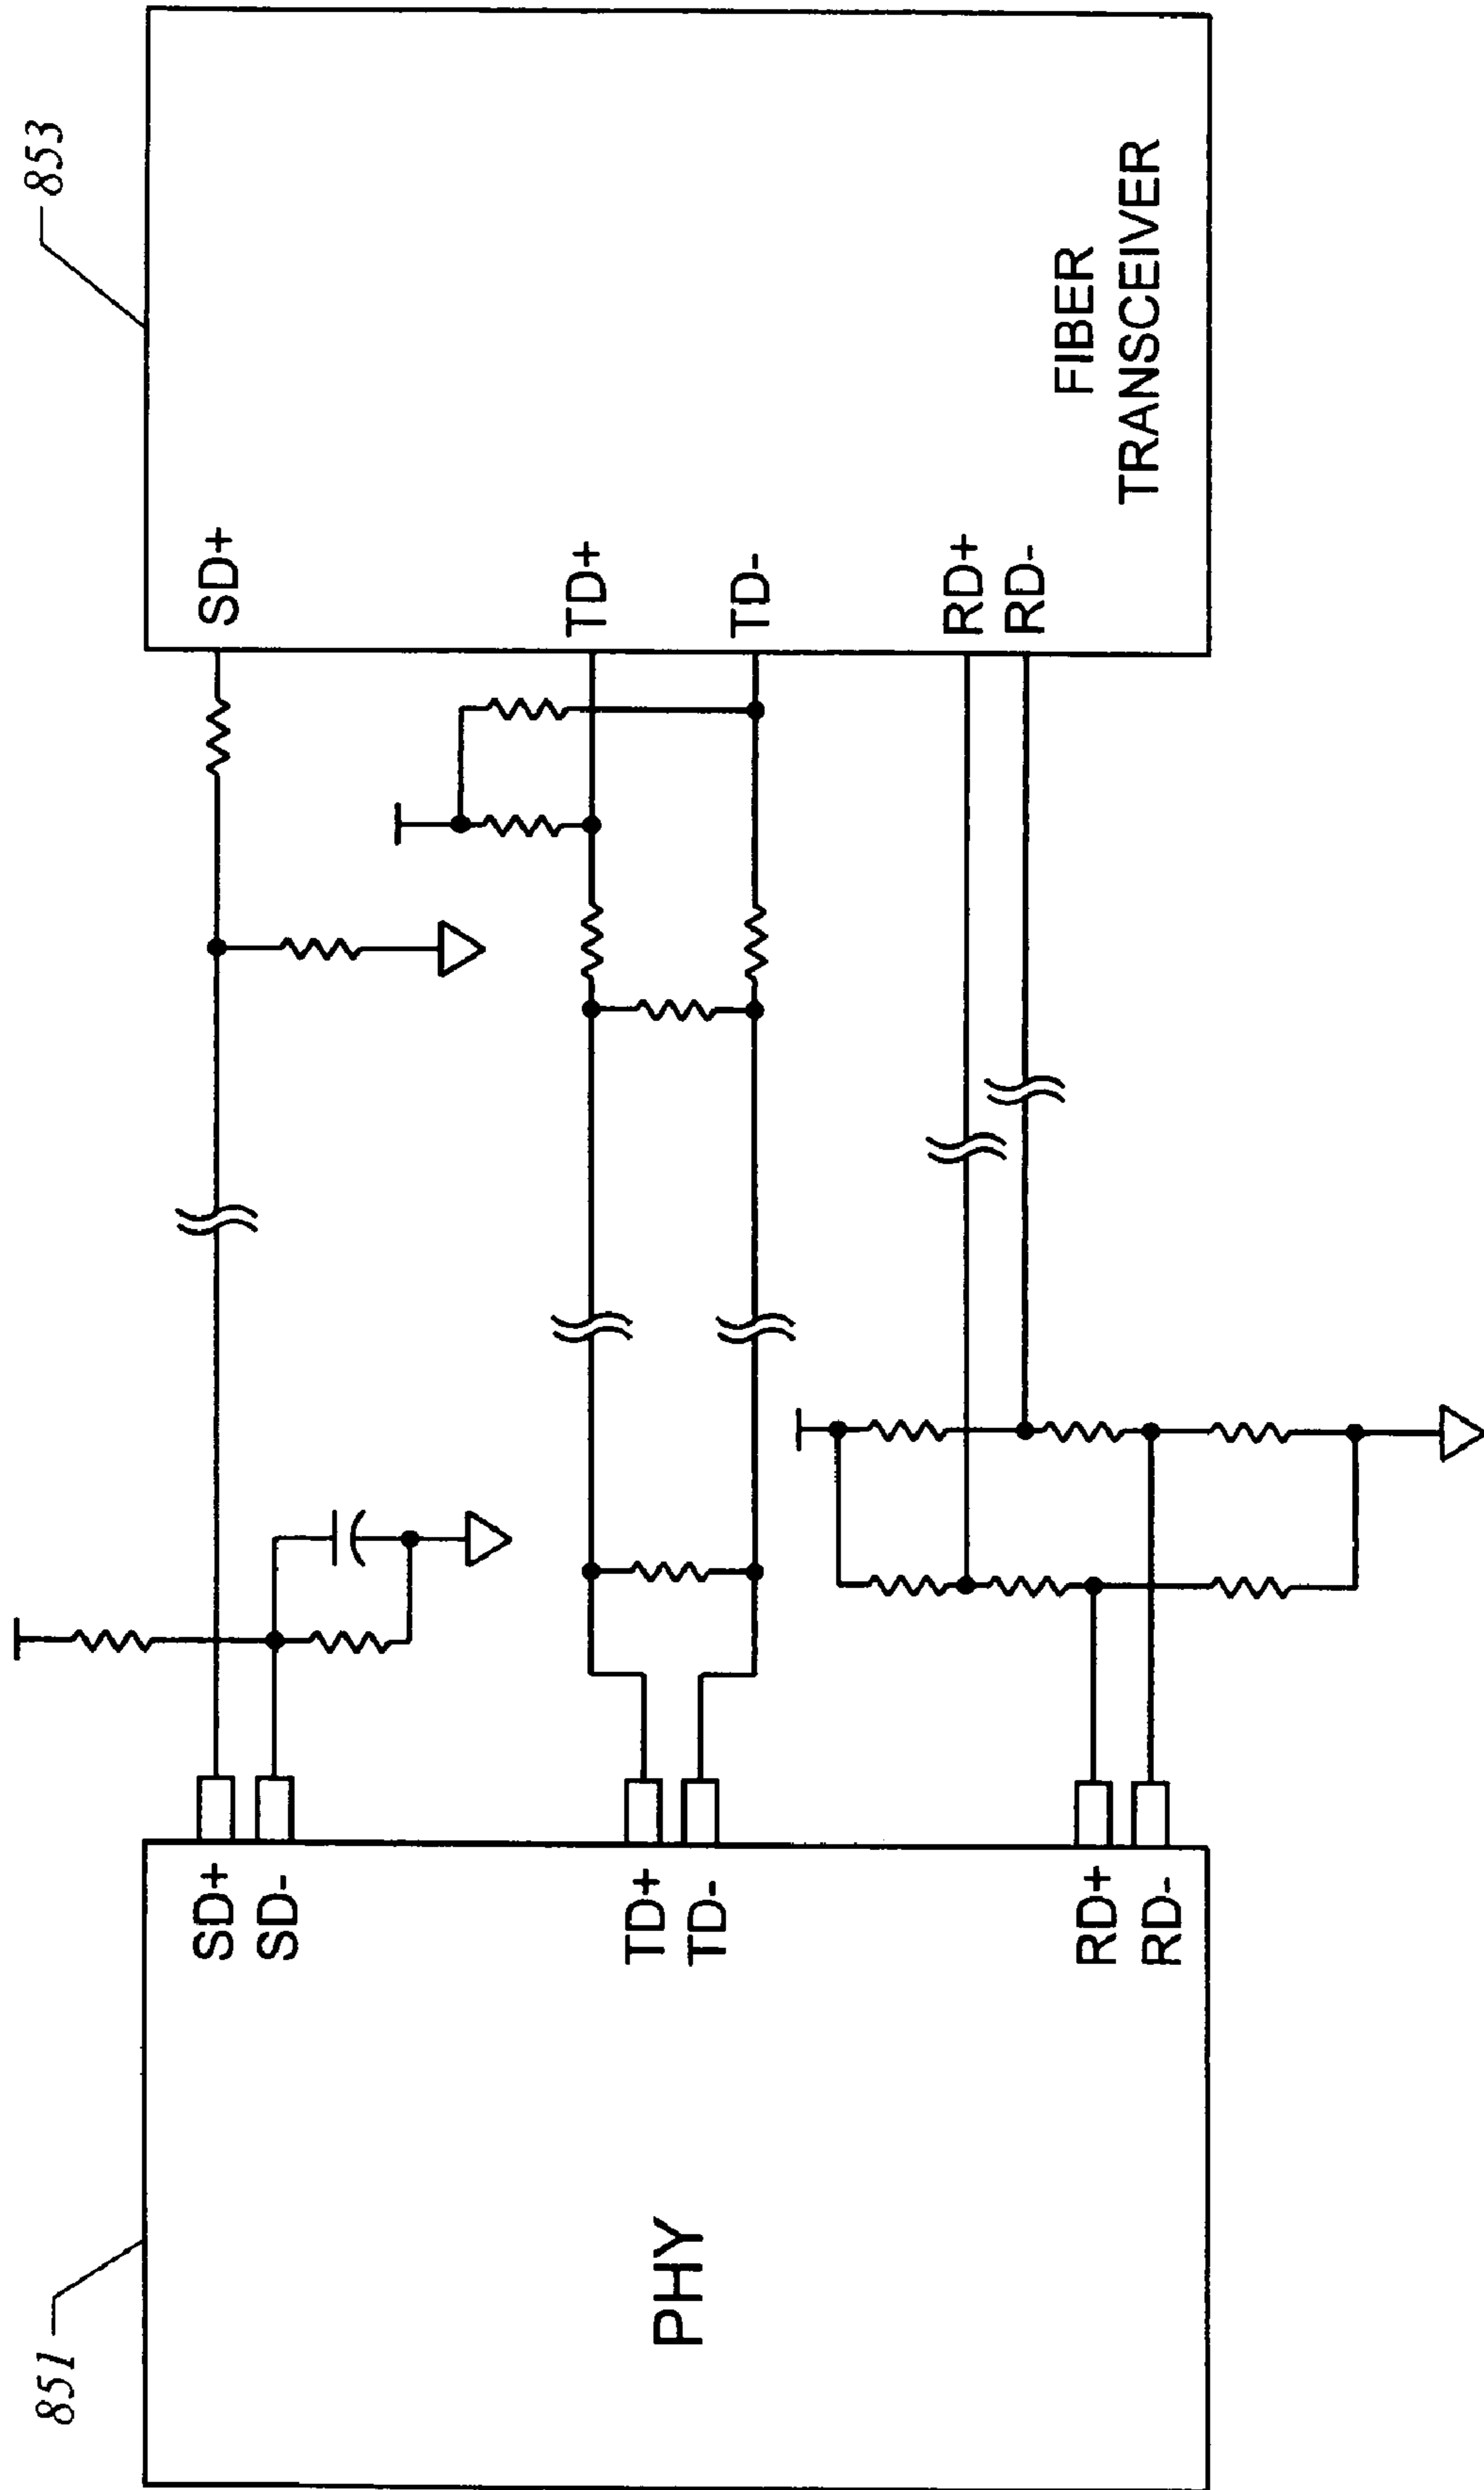 851
PHY
SD+
SD-
TD+
TD-
RD+
RD-
853
SD+
TD+
TD-
RD+
RD-
FIBER
TRANSCEIVER